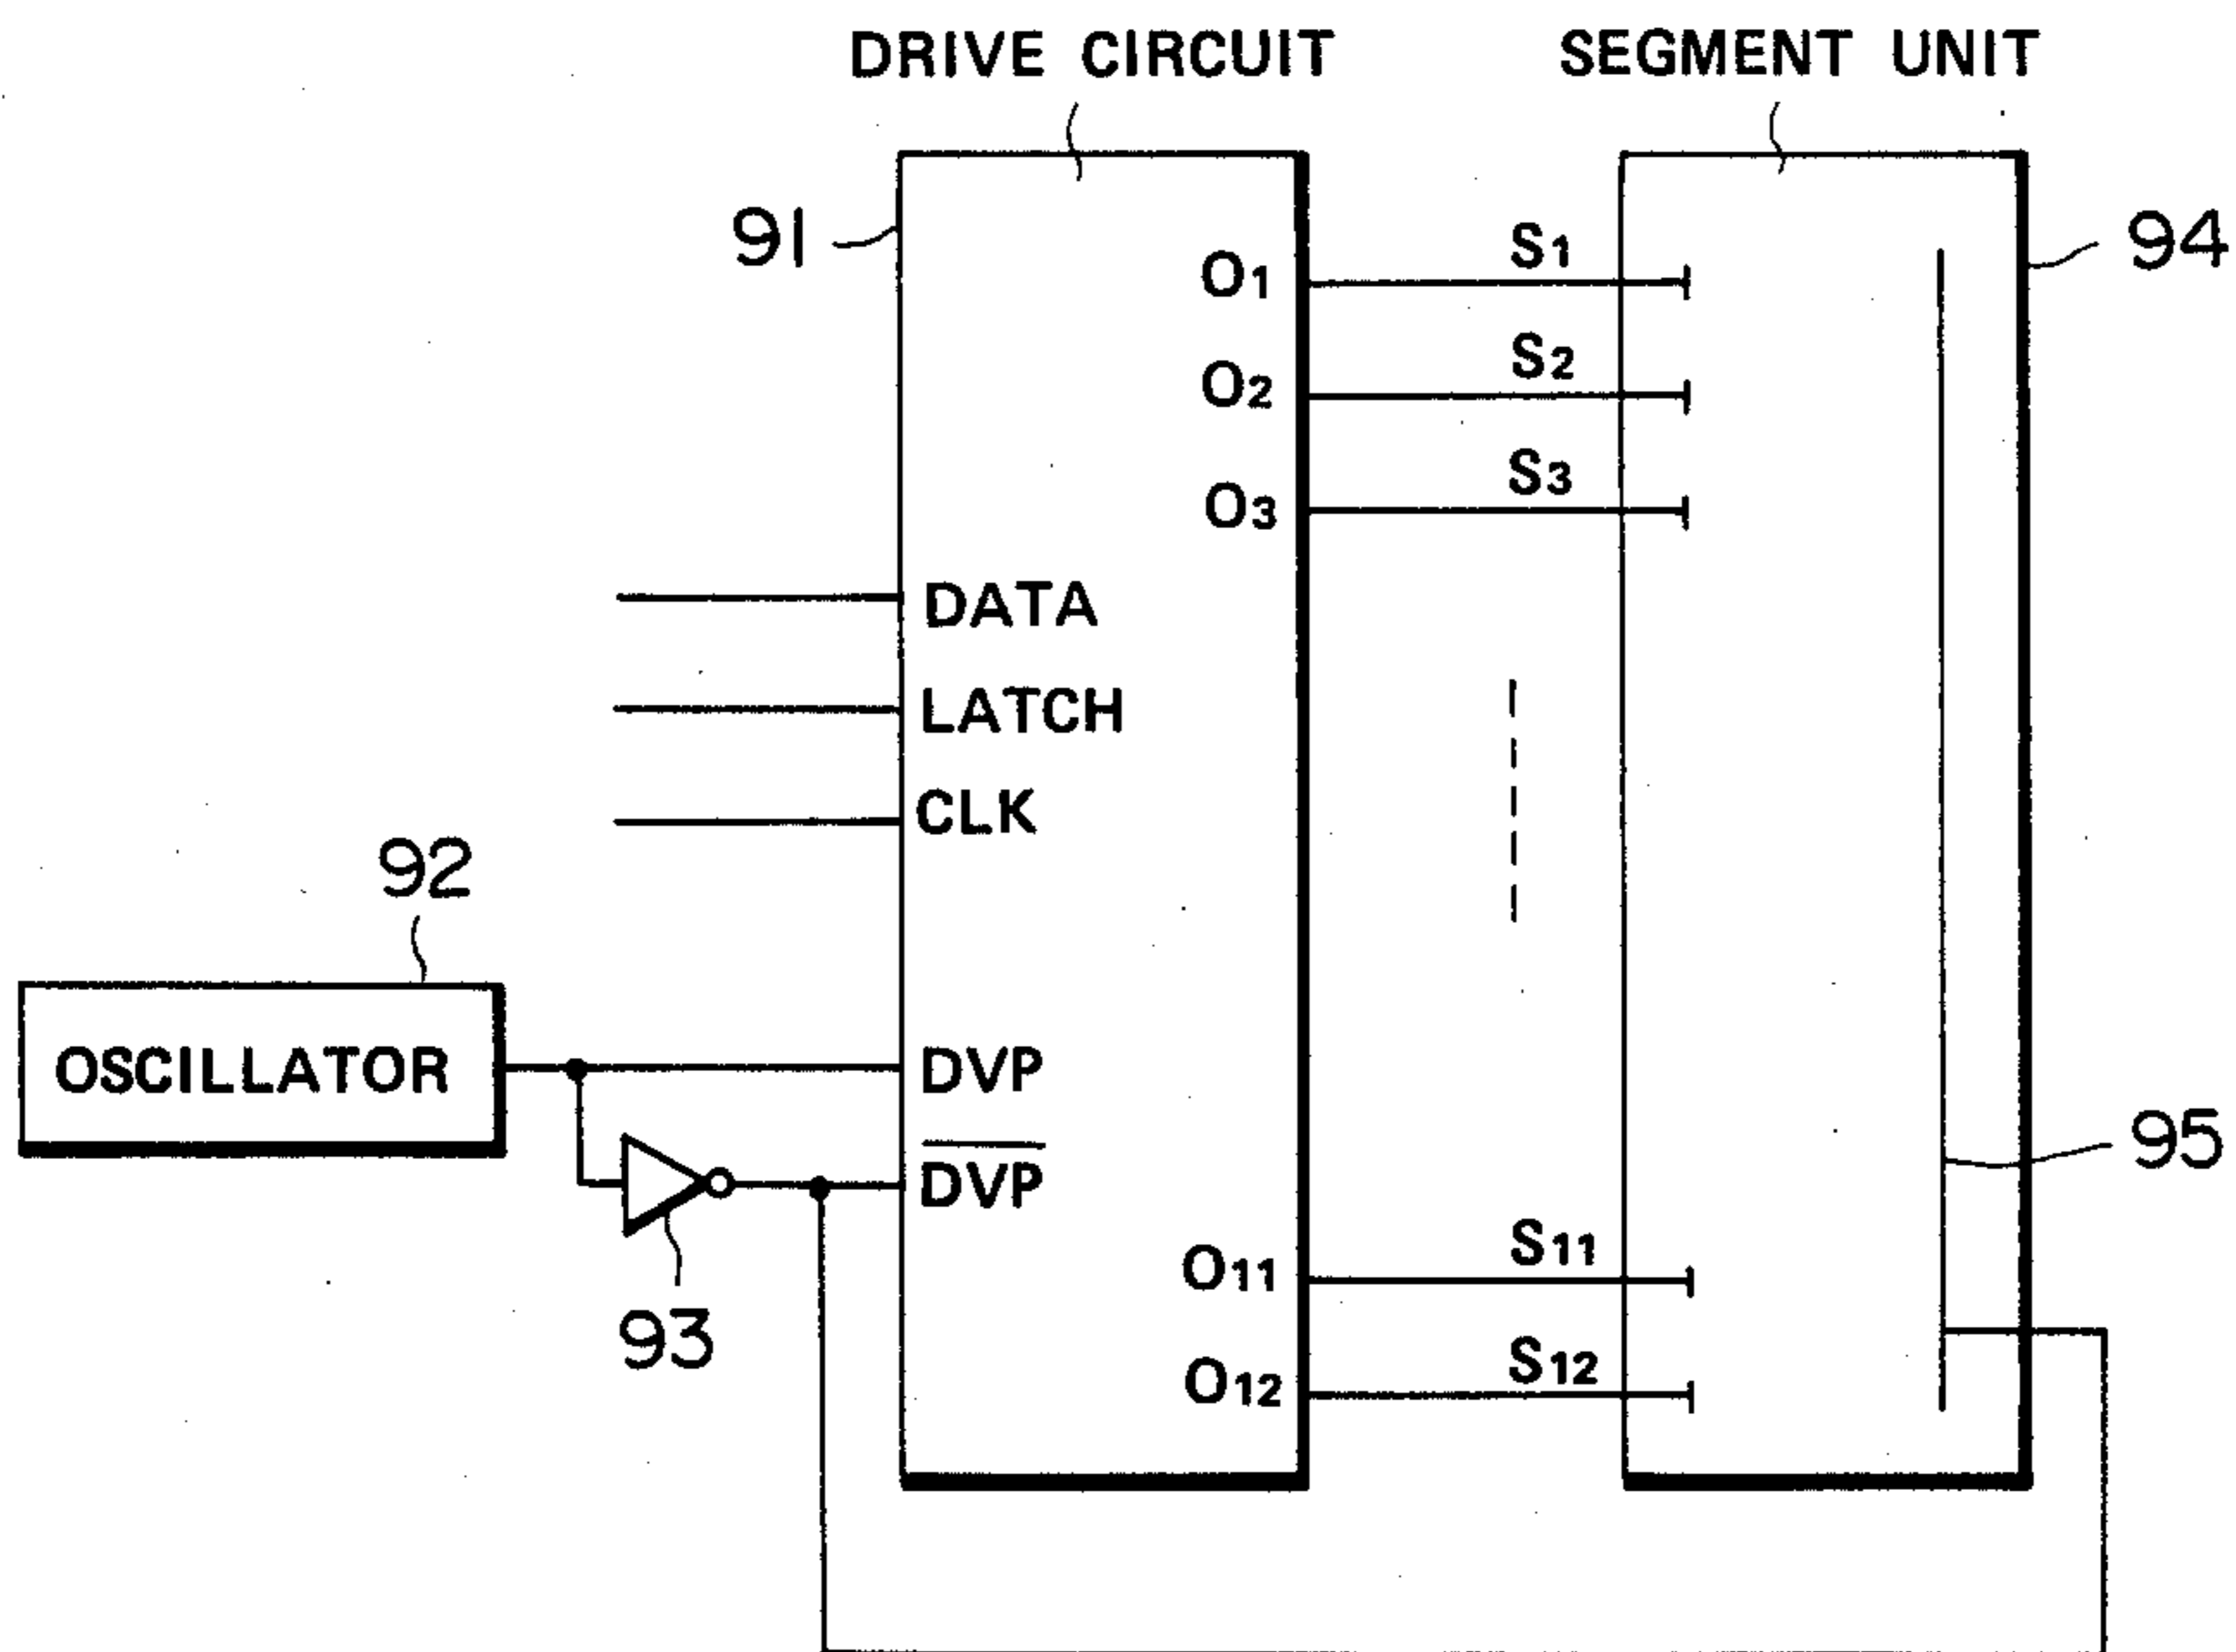 DRIVE CIRCUIT
SEGMENT UNIT
91
94
O1
S1
O2
S2
O3
S3
DATA
LATCH
CLK
92
OSCILLATOR
DVP
D̅V̅P̅
95
93
O11
S11
O12
S12